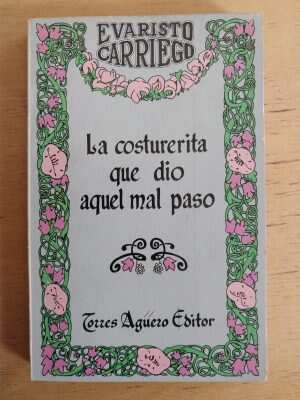 EVARISTO
CARRIEGO
La costurerita
que dio
aquel mal paso
Torres Agüero Editor